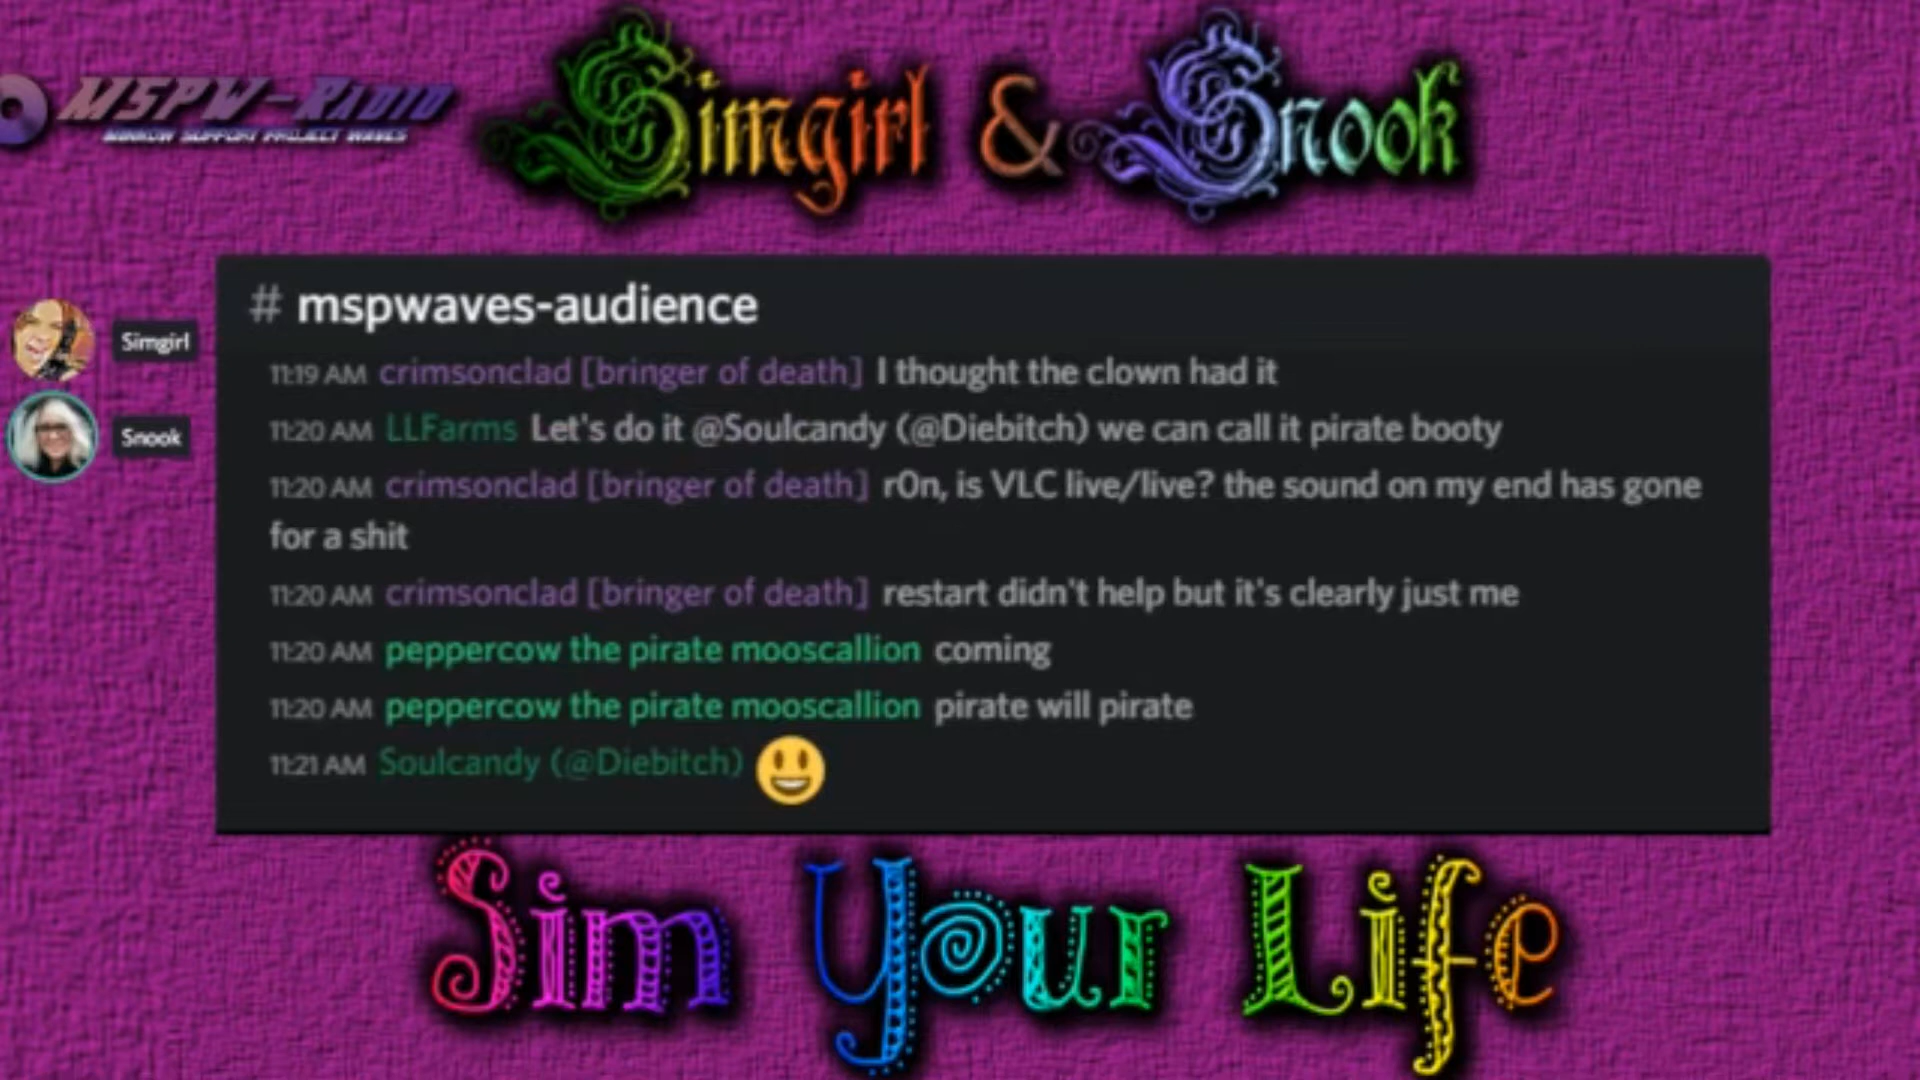 MSPW-Radio
MINNOW SUPPORT PROJECT WAVES
Simgirl & Snook
# mspwaves-audience
Simgirl
Snook
11:19 AM crimsonclad [bringer of death] I thought the clown had it
11:20 AM LLFarms Let's do it @Soulcandy (@Diebitch) we can call it pirate booty
11:20 AM crimsonclad [bringer of death] r0n, is VLC live/live? the sound on my end has gone
for a shit
11:20 AM crimsonclad [bringer of death] restart didn't help but it's clearly just me
11:20 AM peppercow the pirate mooscallion coming
11:20 AM peppercow the pirate mooscallion pirate will pirate
11:21 AM Soulcandy (@Diebitch) 😃
Sim Your Life